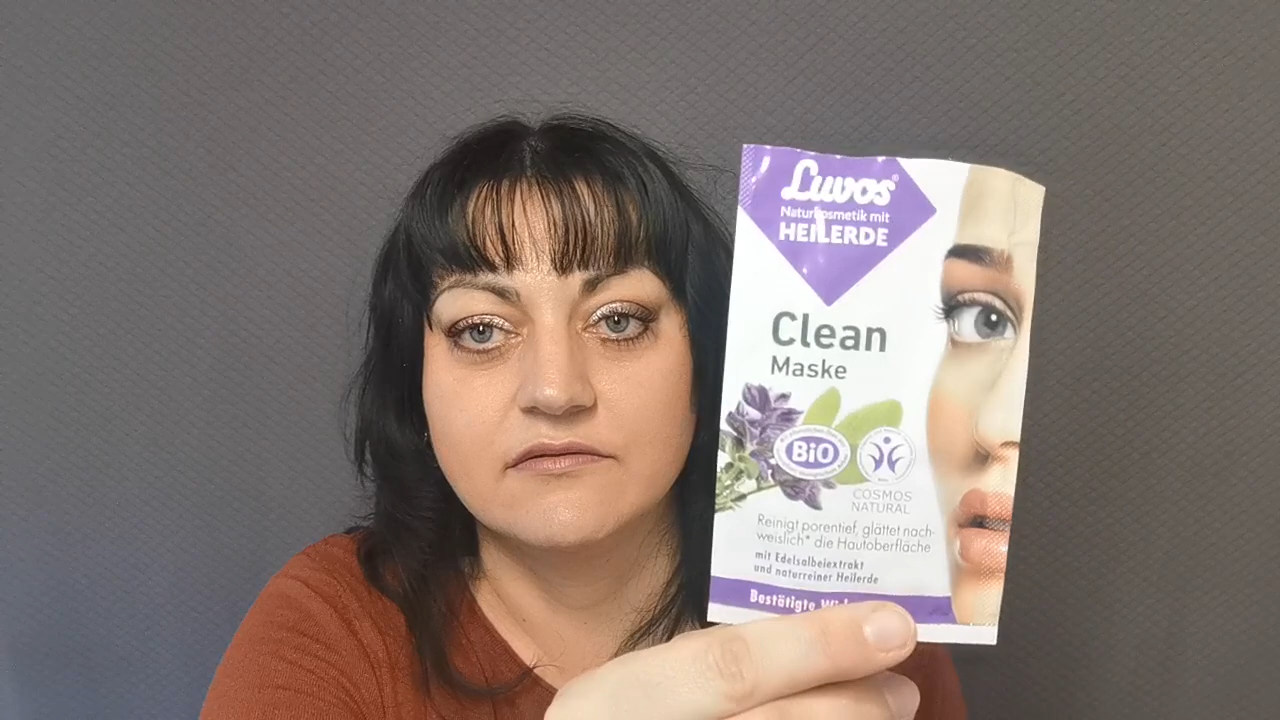 Luvos®
Naturkosmetik mit
HEILERDE
Clean
Maske
BiO
COSMOS
NATURAL
Reinigt porentief, glättet nach-
weislich* die Hautoberfläche
mit Edelsalbeiextrakt
und naturreiner Heilerde
Bestätigte